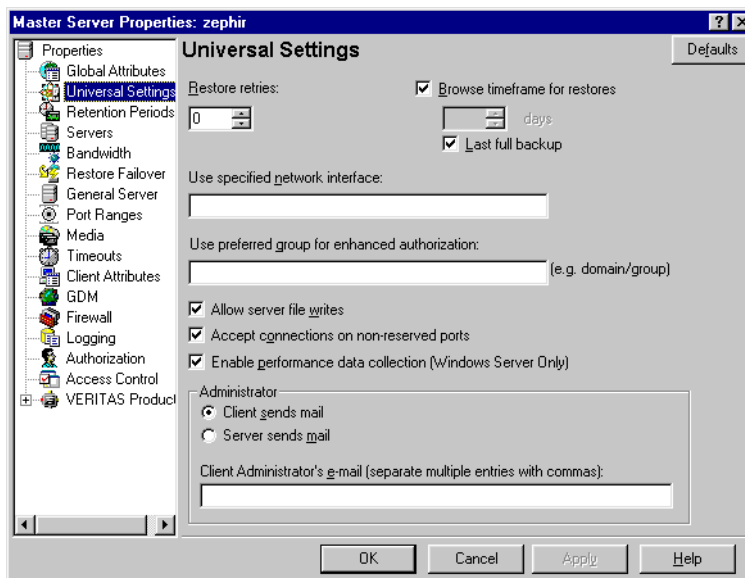 Master Server Properties: zephir
Properties
Global Attributes
Universal Settings
Retention Periods
Servers
Bandwidth
Restore Failover
General Server
Port Ranges
Media
Timeouts
Client Attributes
GDM
Firewall
Logging
Authorization
Access Control
VERITAS Product
Universal Settings
Defaults
Restore retries:
0
Browse timeframe for restores
days
Last full backup
Use specified network interface:
Use preferred group for enhanced authorization:
(e.g. domain/group)
Allow server file writes
Accept connections on non-reserved ports
Enable performance data collection (Windows Server Only)
Administrator
Client sends mail
Server sends mail
Client Administrator's e-mail (separate multiple entries with commas):
OK
Cancel
Apply
Help